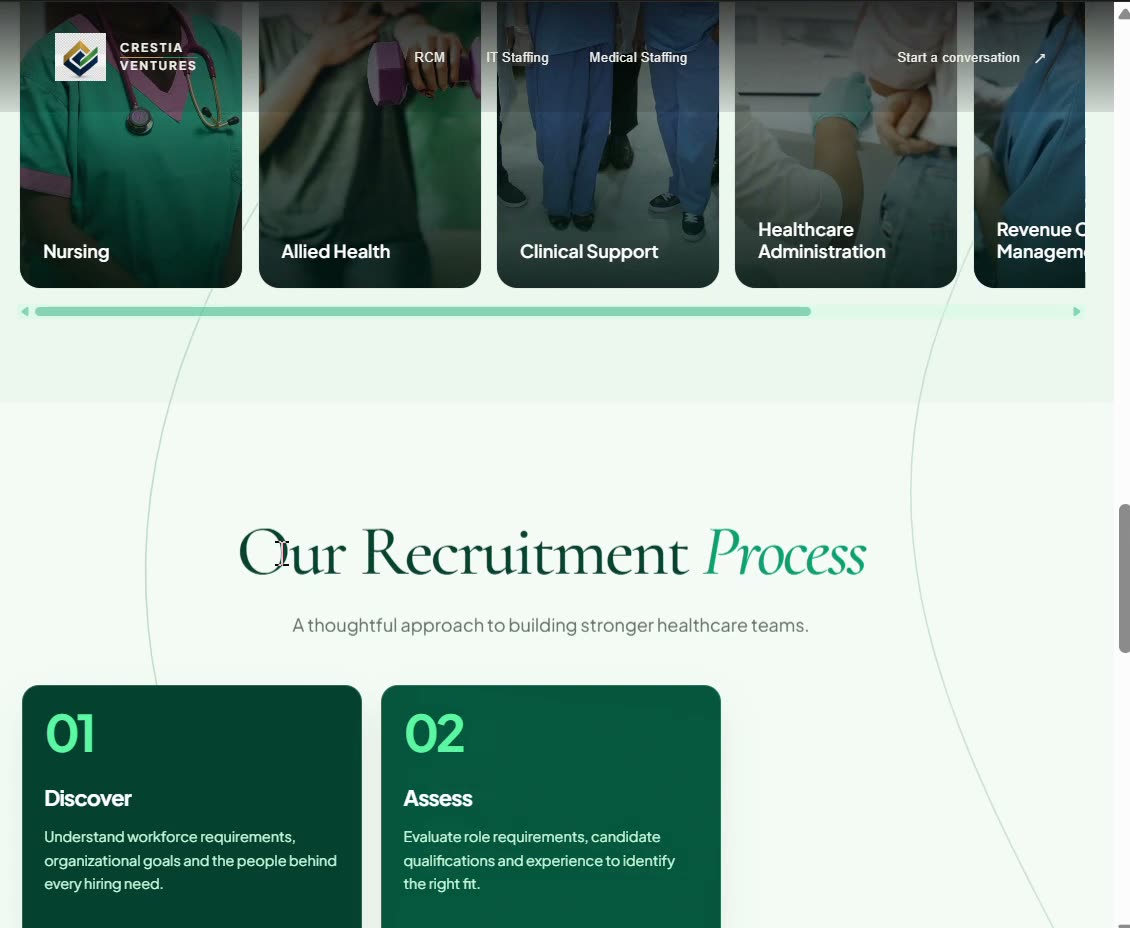 CRESTIA
VENTURES
RCM
IT Staffing
Medical Staffing
Start a conversation ↗
Nursing
Allied Health
Clinical Support
Healthcare
Administration
Revenue C
Managem
Our Recruitment Process
A thoughtful approach to building stronger healthcare teams.
01
Discover
Understand workforce requirements,
organizational goals and the people behind
every hiring need.
02
Assess
Evaluate role requirements, candidate
qualifications and experience to identify
the right fit.